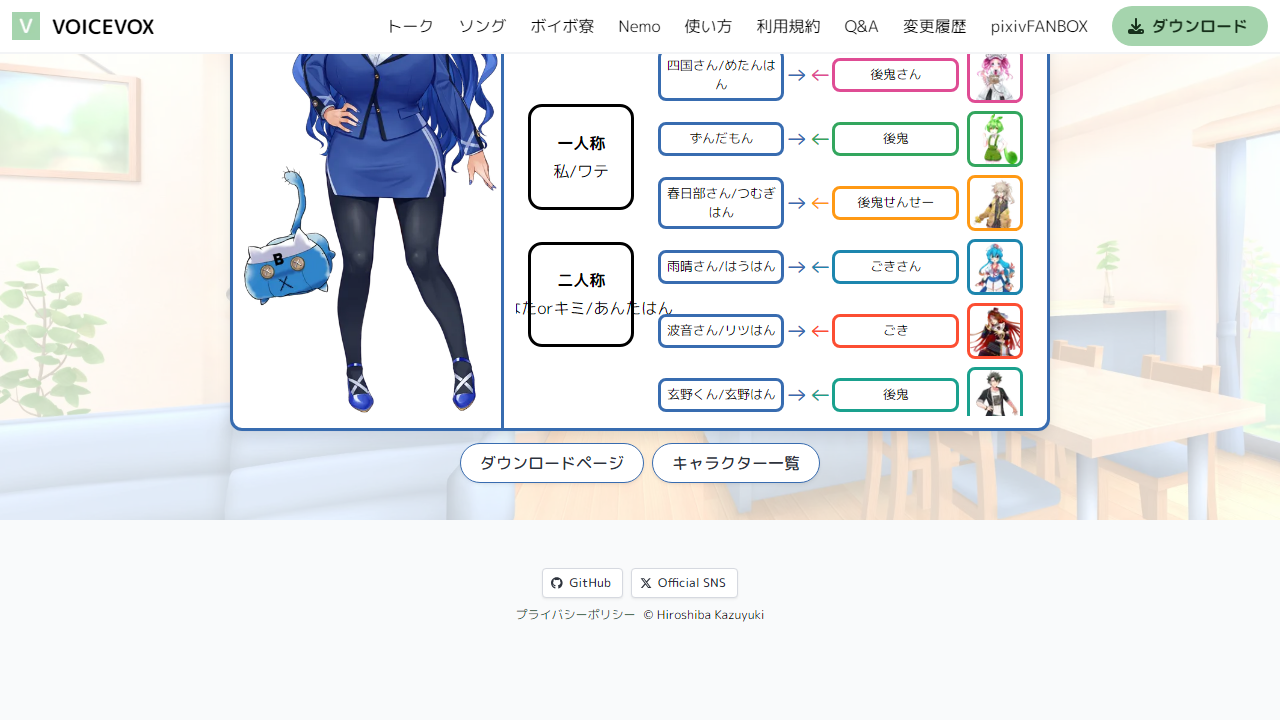 V VOICEVOX トーク ソング ボイボ寮 Nemo 使い方 利用規約 Q&A 変更履歴 pixivFANBOX ダウンロード
四国さん/めたんは
ん
後鬼さん
一人称
私/ワテ
ずんだもん
後鬼
春日部さん/つむぎ
はん
後鬼せんせー
二人称
たorキミ/あんたはん
雨晴さん/はうはん
ごきさん
波音さん/リツはん
ごき
玄野くん/玄野はん
後鬼
B
X
ダウンロードページ キャラクター一覧
GitHub Official SNS
プライバシーポリシー © Hiroshiba Kazuyuki